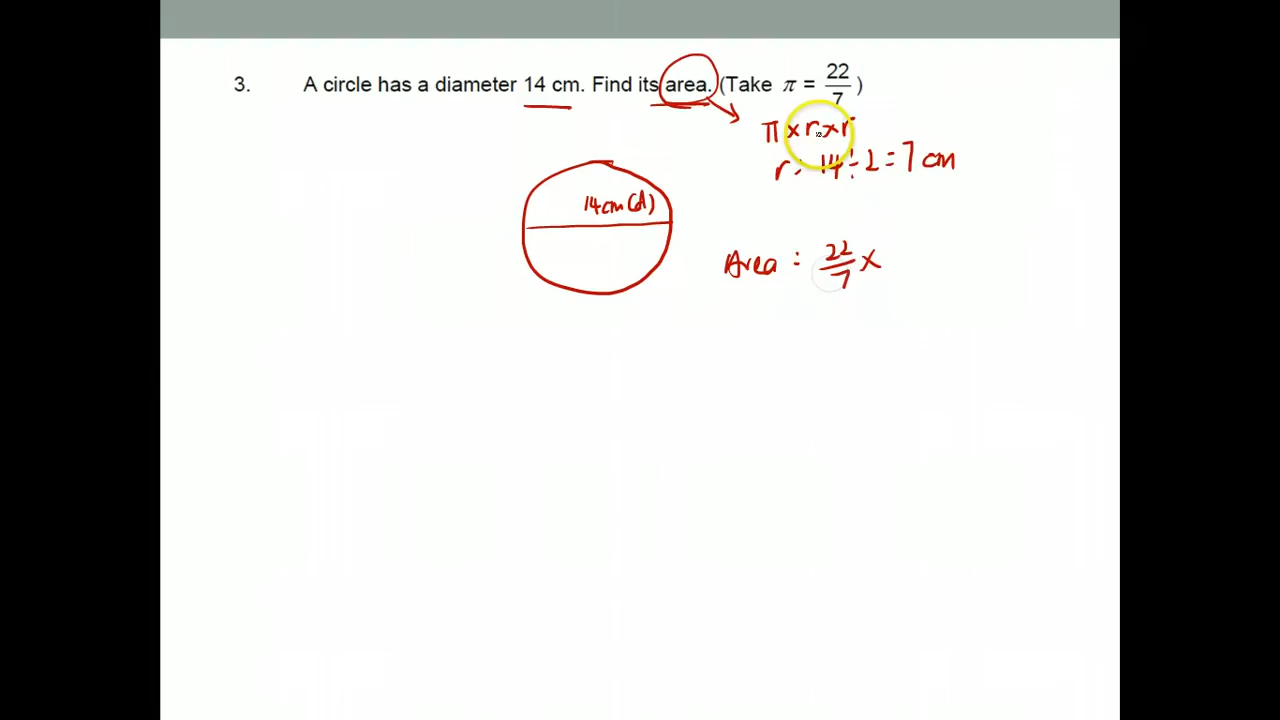 3. A circle has a diameter 14 cm. Find its area. (Take π = 22/7)
π x r x r
r = 14 ÷ 2 = 7 cm
14cm(d)
Area = 22/7 x